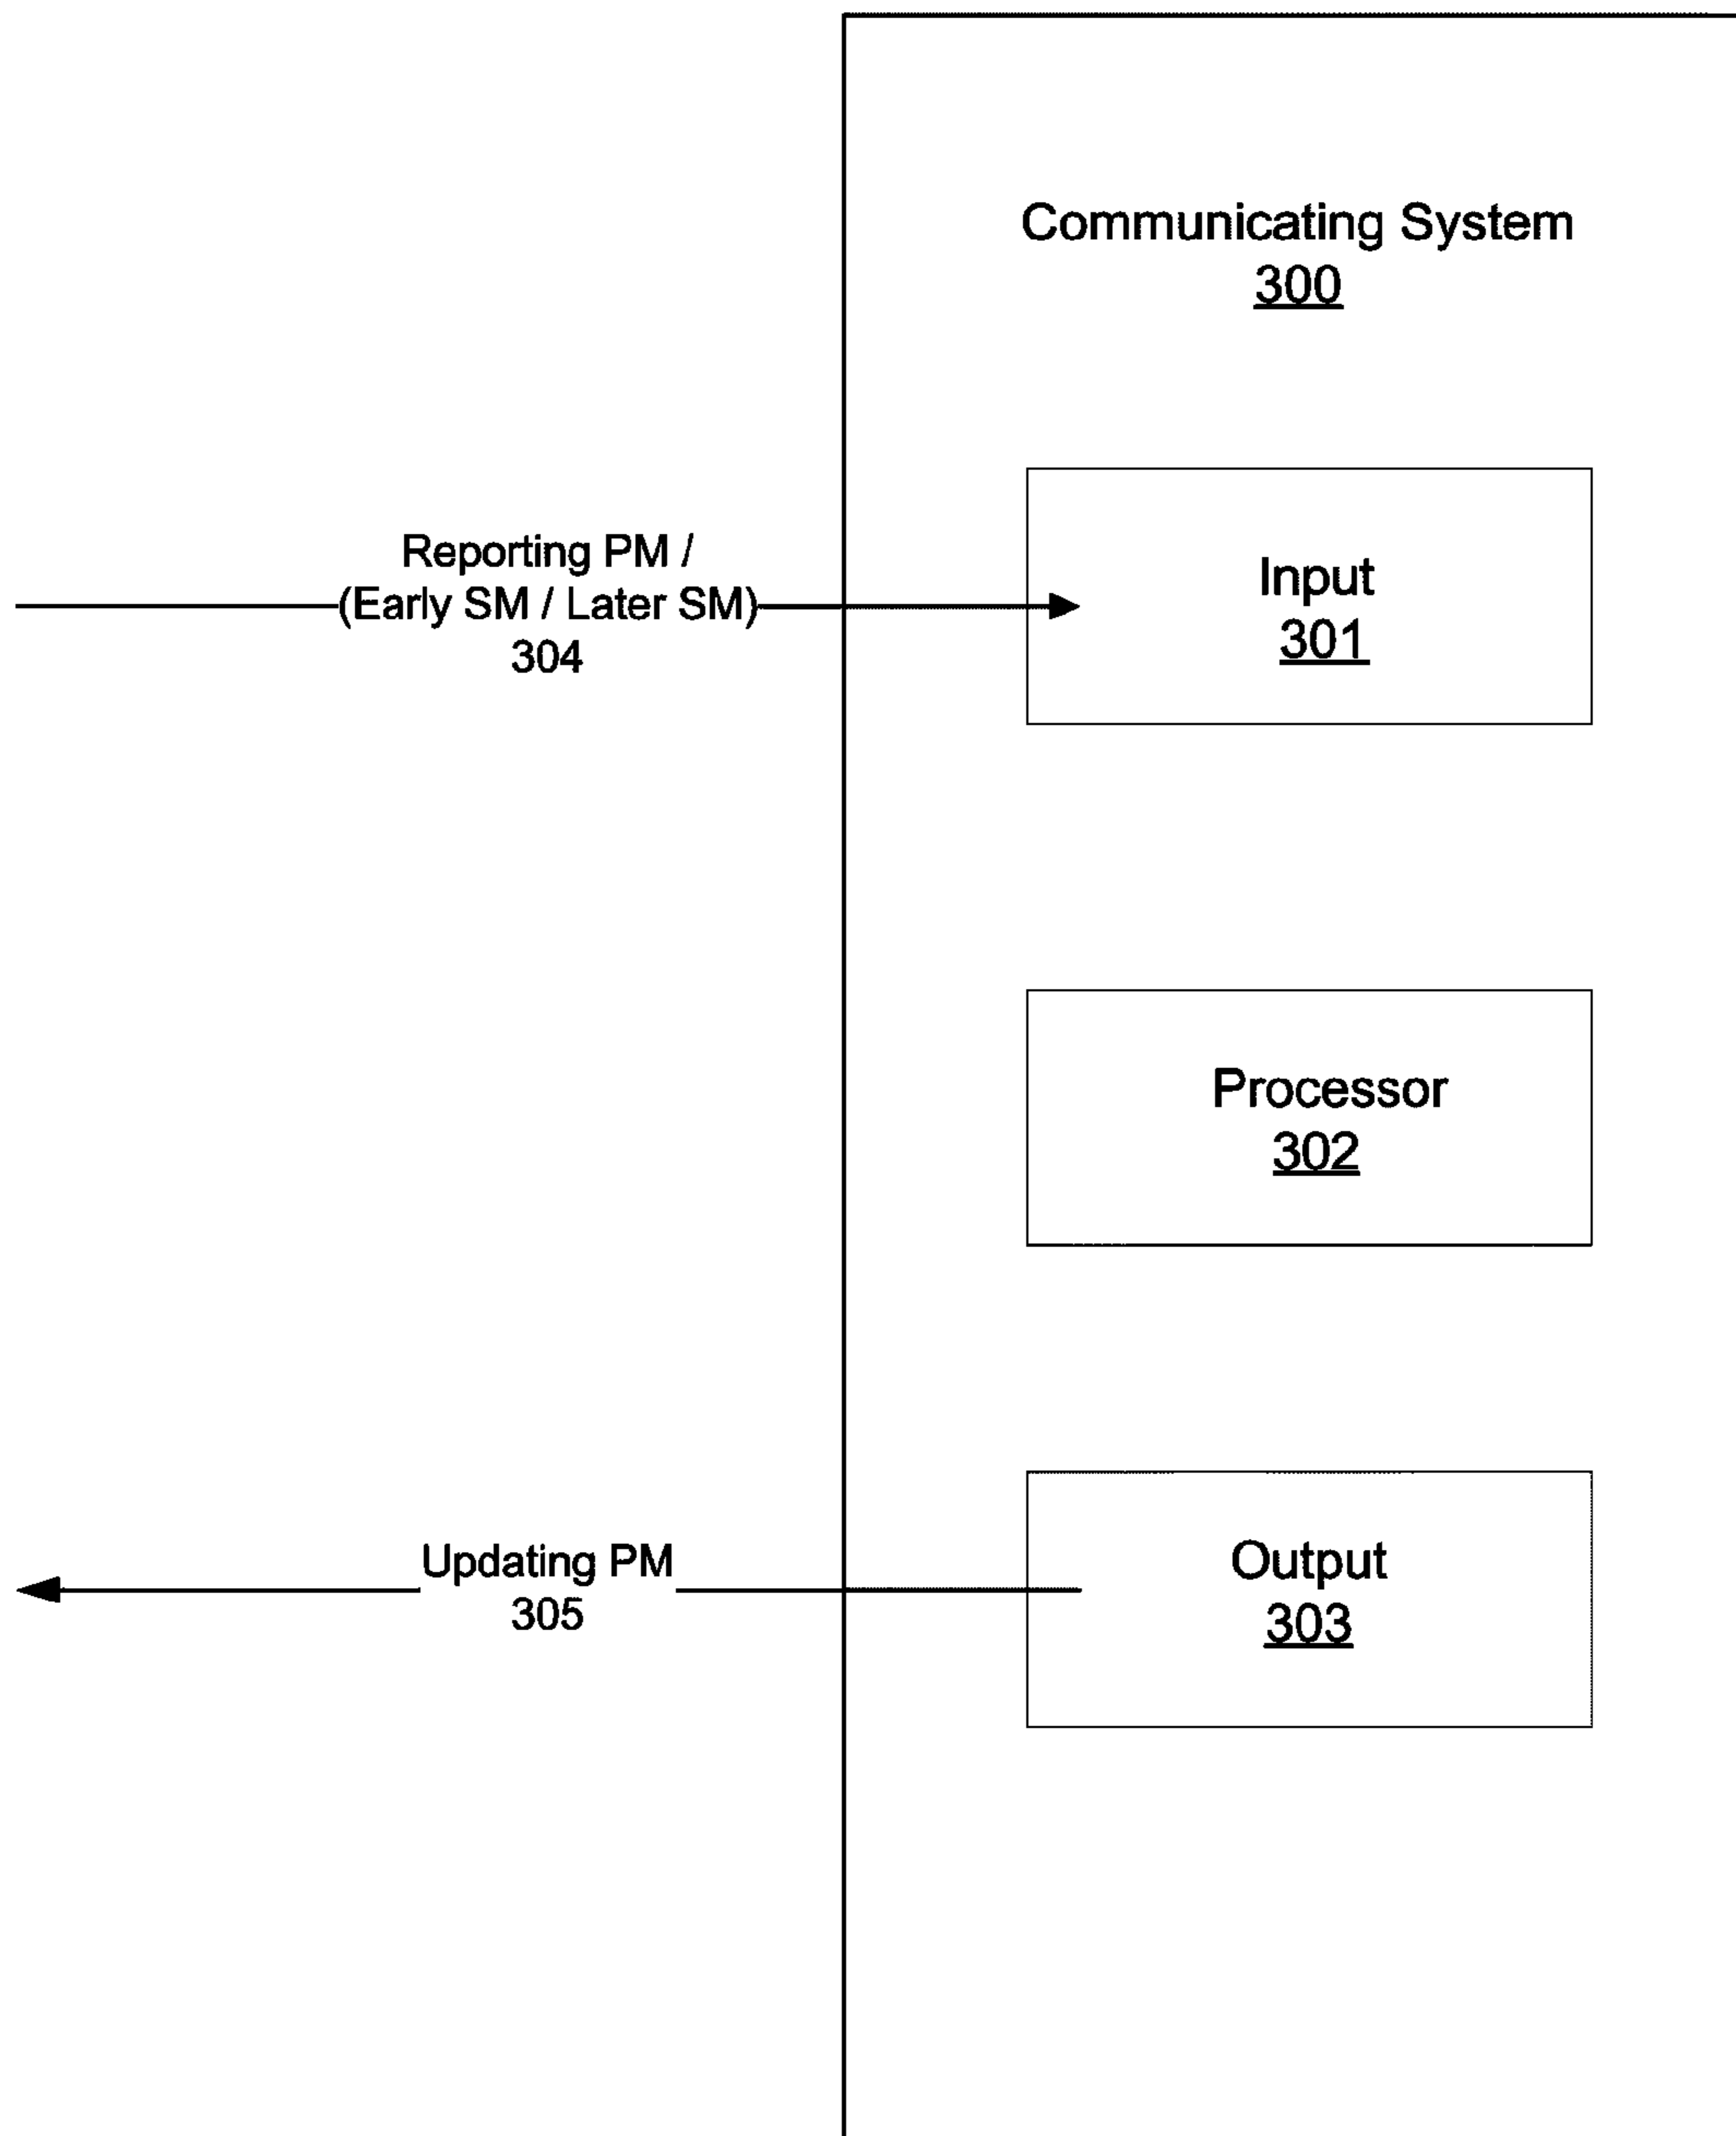 Communicating System
300
Reporting PM /
(Early SM / Later SM)
304
Input
301
Processor
302
Updating PM
305
Output
303